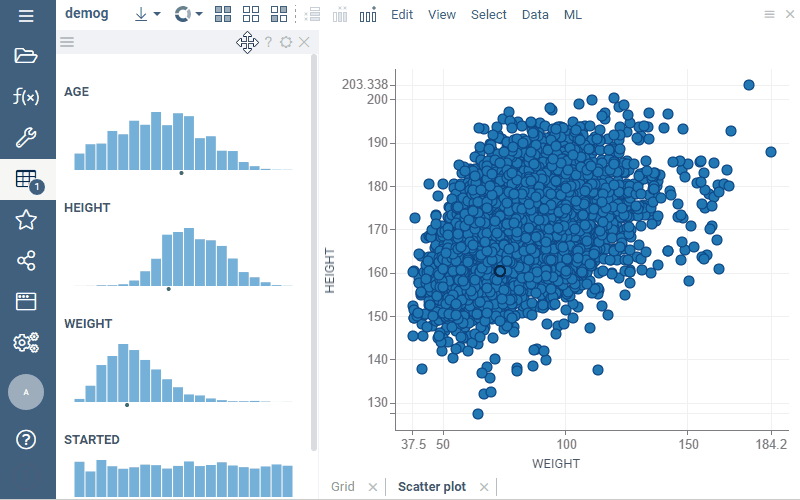 demog
Edit View Select Data ML
f(x)
1
A
?
?
AGE
HEIGHT
WEIGHT
STARTED
203.338
200
190
180
170
160
150
140
130
HEIGHT
37.5 50 100 150 184.2
WEIGHT
Grid Scatter plot